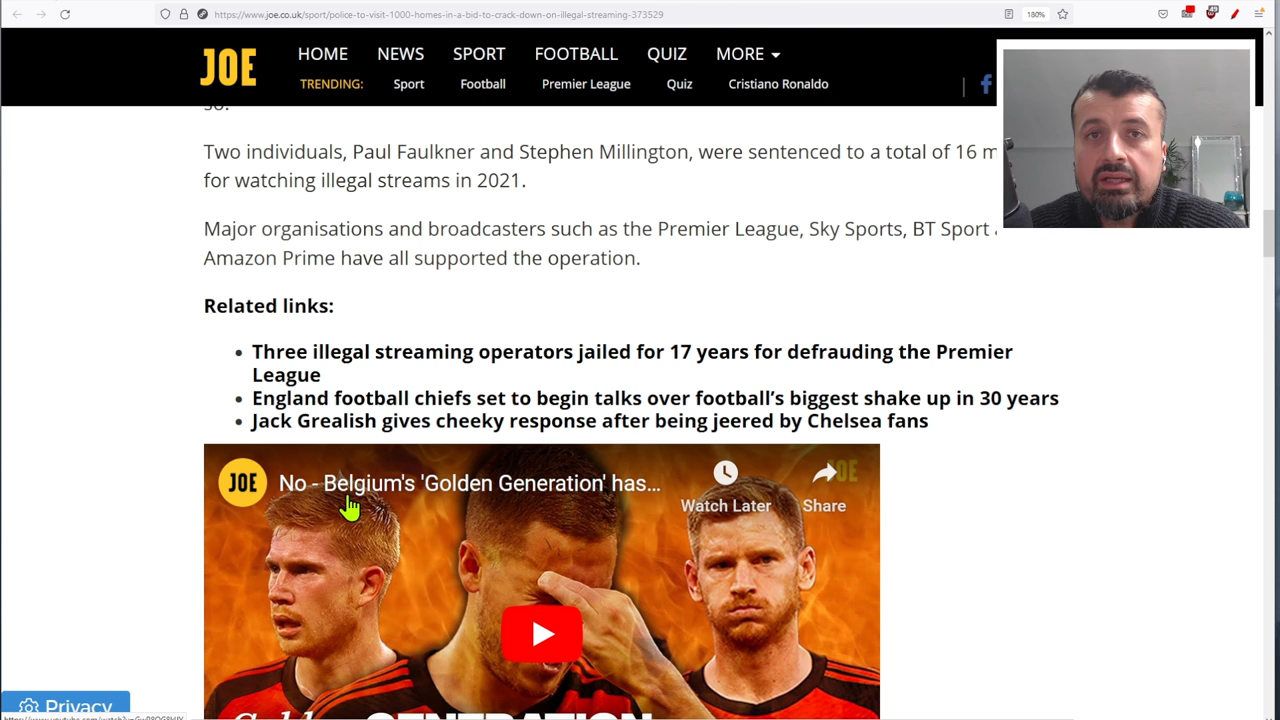 https://www.joe.co.uk/sport/police-to-visit-1000-homes-in-a-bid-to-crack-down-on-illegal-streaming-373529
180%
JOE
HOME NEWS SPORT FOOTBALL QUIZ MORE
TRENDING: Sport Football Premier League Quiz Cristiano Ronaldo
so.
Two individuals, Paul Faulkner and Stephen Millington, were sentenced to a total of 16 m
for watching illegal streams in 2021.
Major organisations and broadcasters such as the Premier League, Sky Sports, BT Sport
Amazon Prime have all supported the operation.
Related links:
Three illegal streaming operators jailed for 17 years for defrauding the Premier
League
England football chiefs set to begin talks over football's biggest shake up in 30 years
Jack Grealish gives cheeky response after being jeered by Chelsea fans
JOE No - Belgium's 'Golden Generation' has... JOE
Watch Later Share
Privacy
GENERATION